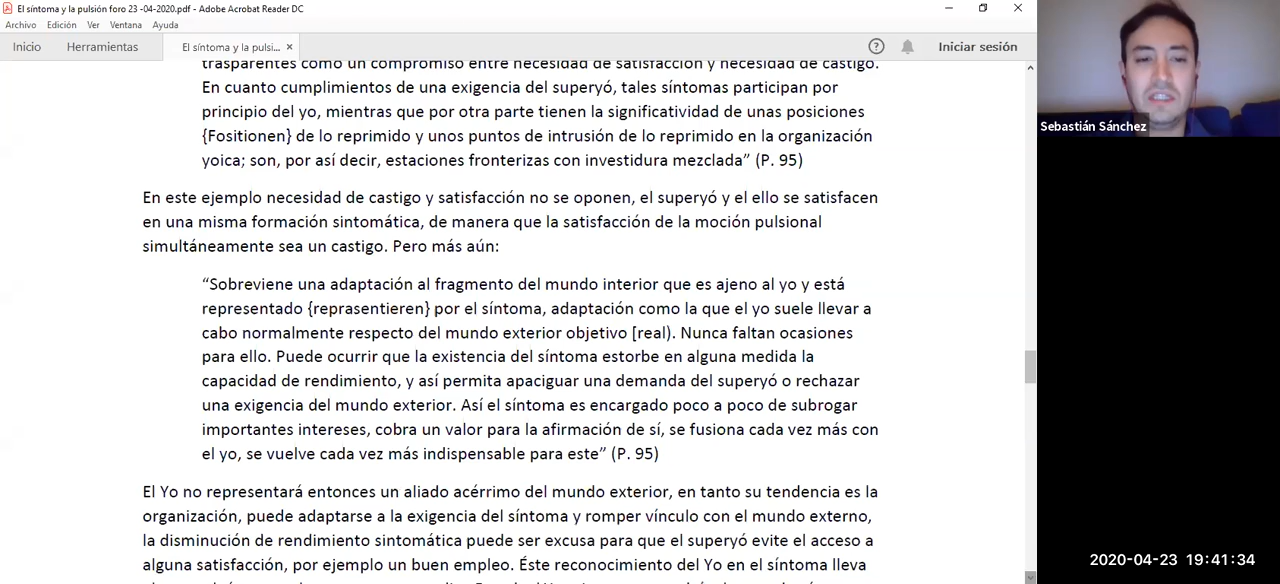 El síntoma y la pulsión foro 23 -04-2020.pdf - Adobe Acrobat Reader DC
Archivo Edición Ver Ventana Ayuda
Inicio Herramientas El síntoma y la pulsi... × ? Iniciar sesión
trasparentes como un compromiso entre necesidad de satisfacción y necesidad de castigo.
En cuanto cumplimientos de una exigencia del superyó, tales síntomas participan por
principio del yo, mientras que por otra parte tienen la significatividad de unas posiciones
{Fositionen} de lo reprimido y unos puntos de intrusión de lo reprimido en la organización
yoica; son, por así decir, estaciones fronterizas con investidura mezclada” (P. 95)
En este ejemplo necesidad de castigo y satisfacción no se oponen, el superyó y el ello se satisfacen
en una misma formación sintomática, de manera que la satisfacción de la moción pulsional
simultáneamente sea un castigo. Pero más aún:
“Sobreviene una adaptación al fragmento del mundo interior que es ajeno al yo y está
representado {reprasentieren} por el síntoma, adaptación como la que el yo suele llevar a
cabo normalmente respecto del mundo exterior objetivo [real). Nunca faltan ocasiones
para ello. Puede ocurrir que la existencia del síntoma estorbe en alguna medida la
capacidad de rendimiento, y así permita apaciguar una demanda del superyó o rechazar
una exigencia del mundo exterior. Así el síntoma es encargado poco a poco de subrogar
importantes intereses, cobra un valor para la afirmación de sí, se fusiona cada vez más con
el yo, se vuelve cada vez más indispensable para este” (P. 95)
El Yo no representará entonces un aliado acérrimo del mundo exterior, en tanto su tendencia es la
organización, puede adaptarse a la exigencia del síntoma y romper vínculo con el mundo externo,
la disminución de rendimiento sintomática puede ser excusa para que el superyó evite el acceso a
alguna satisfacción, por ejemplo un buen empleo. Éste reconocimiento del Yo en el síntoma lleva
Sebastián Sánchez
2020-04-23 19:41:34